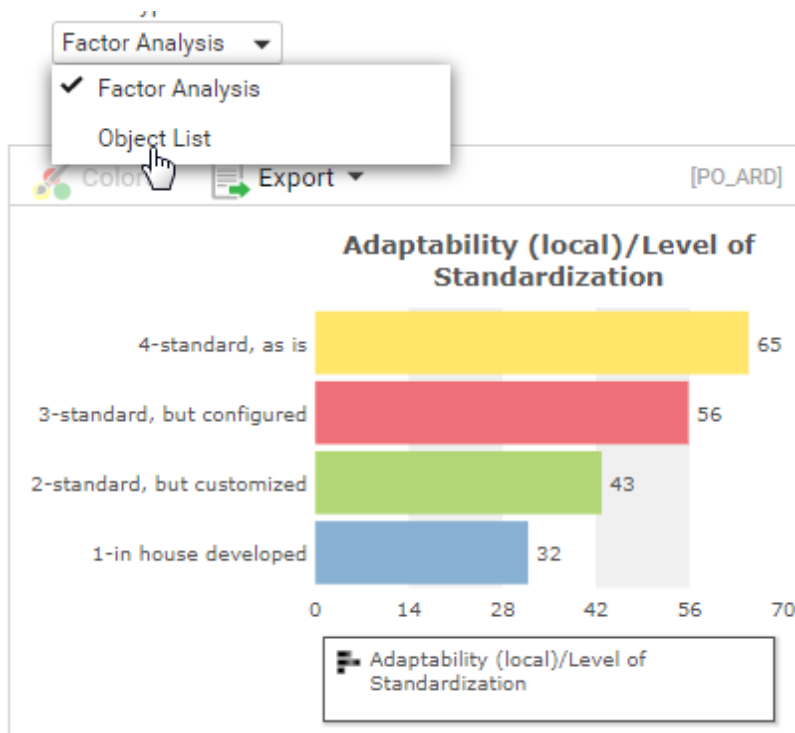 Factor Analysis
Factor Analysis
Object List
Color
Export
[PO_ARD]
Adaptability (local)/Level of
Standardization
4-standard, as is
65
3-standard, but configured
56
2-standard, but customized
43
1-in house developed
32
0 14 28 42 56 70
Adaptability (local)/Level of
Standardization